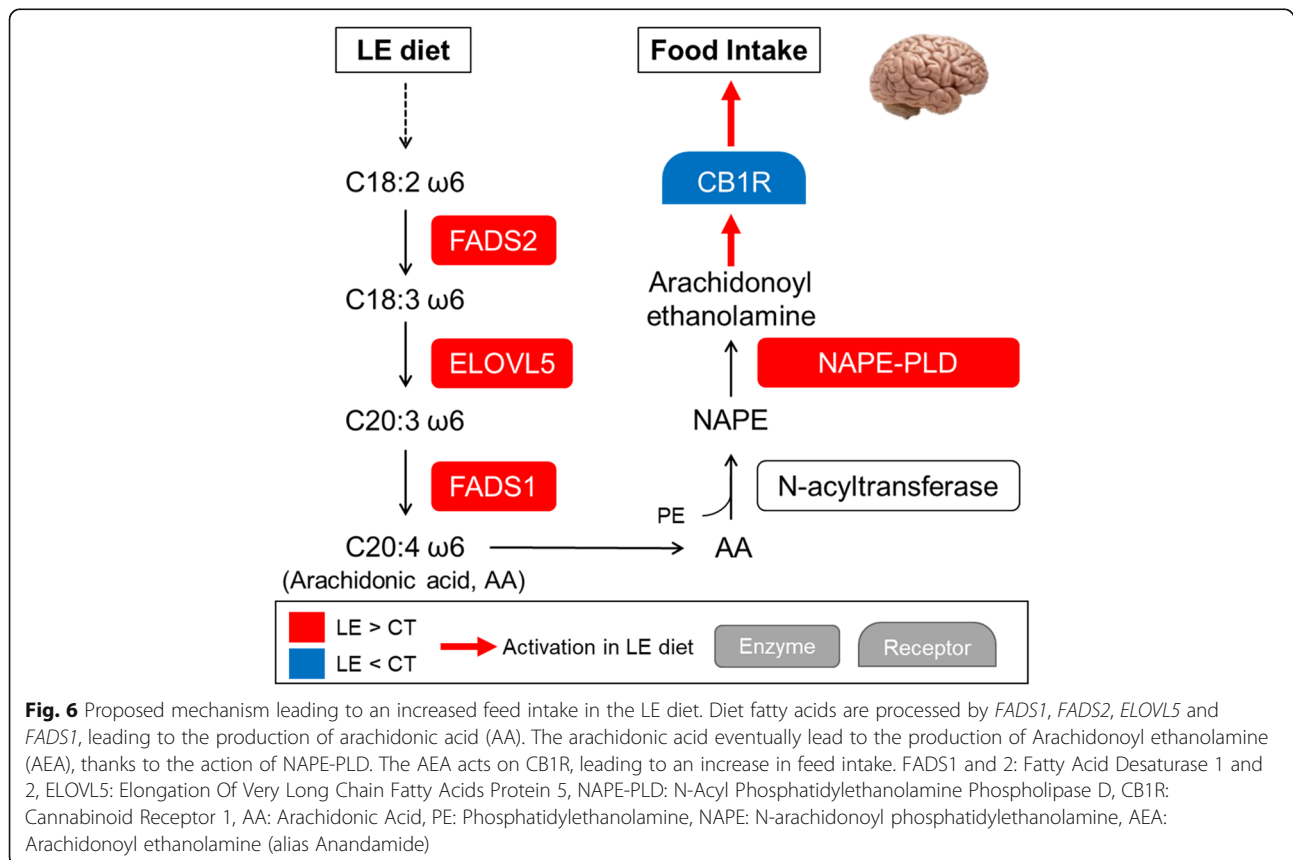 LE diet
Food Intake
C18:2 ω6
CB1R
FADS2
C18:3 ω6
Arachidonoyl
ethanolamine
ELOVL5
NAPE-PLD
C20:3 ω6
NAPE
FADS1
N-acyltransferase
PE
C20:4 ω6
AA
(Arachidonic acid, AA)
LE > CT
LE < CT
Activation in LE diet
Enzyme
Receptor
Fig. 6 Proposed mechanism leading to an increased feed intake in the LE diet. Diet fatty acids are processed by FADS1, FADS2, ELOVL5 and
FADS1, leading to the production of arachidonic acid (AA). The arachidonic acid eventually lead to the production of Arachidonoyl ethanolamine
(AEA), thanks to the action of NAPE-PLD. The AEA acts on CB1R, leading to an increase in feed intake. FADS1 and 2: Fatty Acid Desaturase 1 and
2, ELOVL5: Elongation Of Very Long Chain Fatty Acids Protein 5, NAPE-PLD: N-Acyl Phosphatidylethanolamine Phospholipase D, CB1R:
Cannabinoid Receptor 1, AA: Arachidonic Acid, PE: Phosphatidylethanolamine, NAPE: N-arachidonoyl phosphatidylethanolamine, AEA:
Arachidonoyl ethanolamine (alias Anandamide)